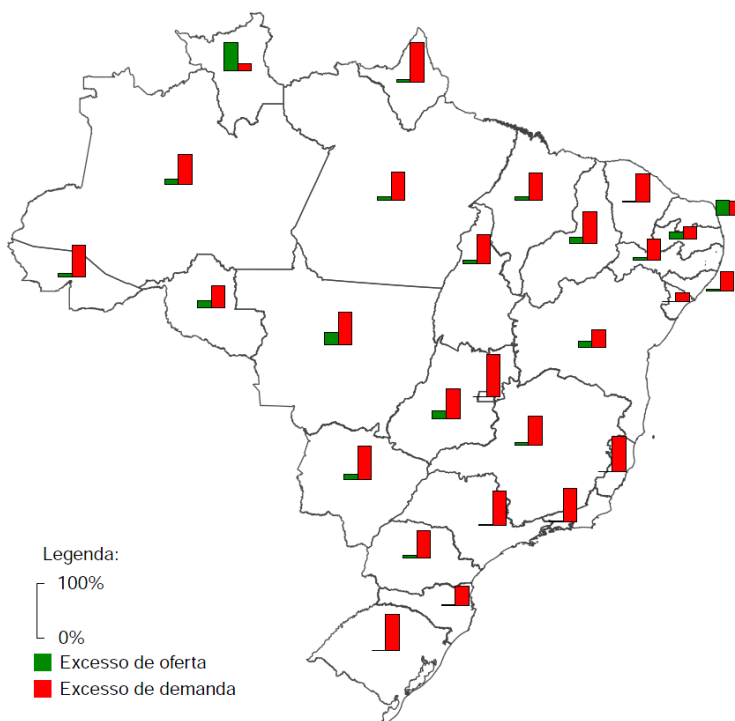 Legenda:
100%
0%
Excesso de oferta
Excesso de demanda